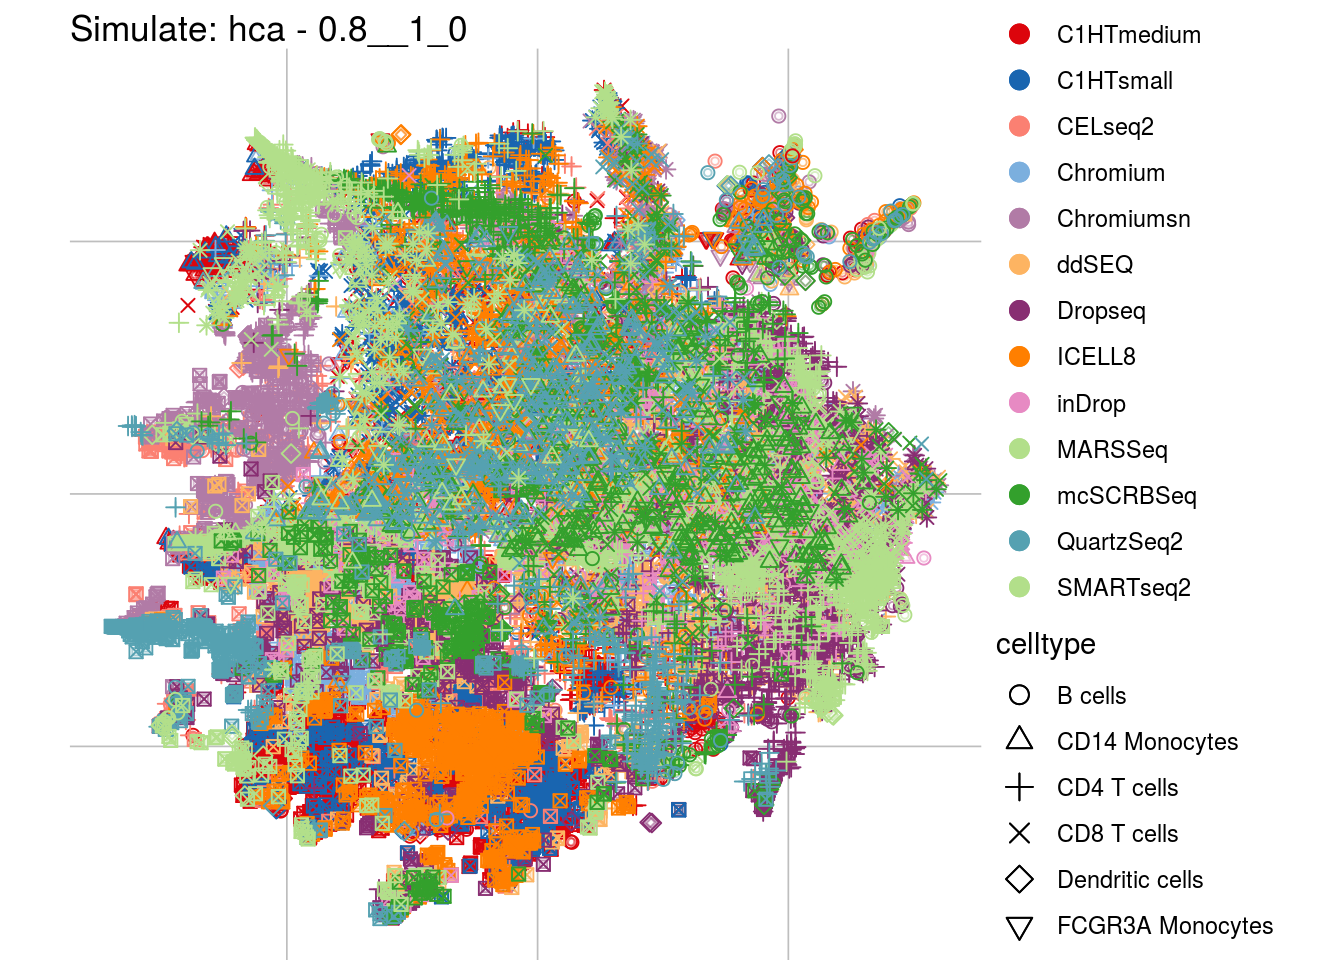 Simulate: hca - 0.8__1_0
C1HTmedium
C1HTsmall
CELseq2
Chromium
Chromiumsn
ddSEQ
Dropseq
ICELL8
inDrop
MARSSeq
mcSCRBSeq
QuartzSeq2
SMARTseq2
celltype
B cells
CD14 Monocytes
CD4 T cells
CD8 T cells
Dendritic cells
FCGR3A Monocytes